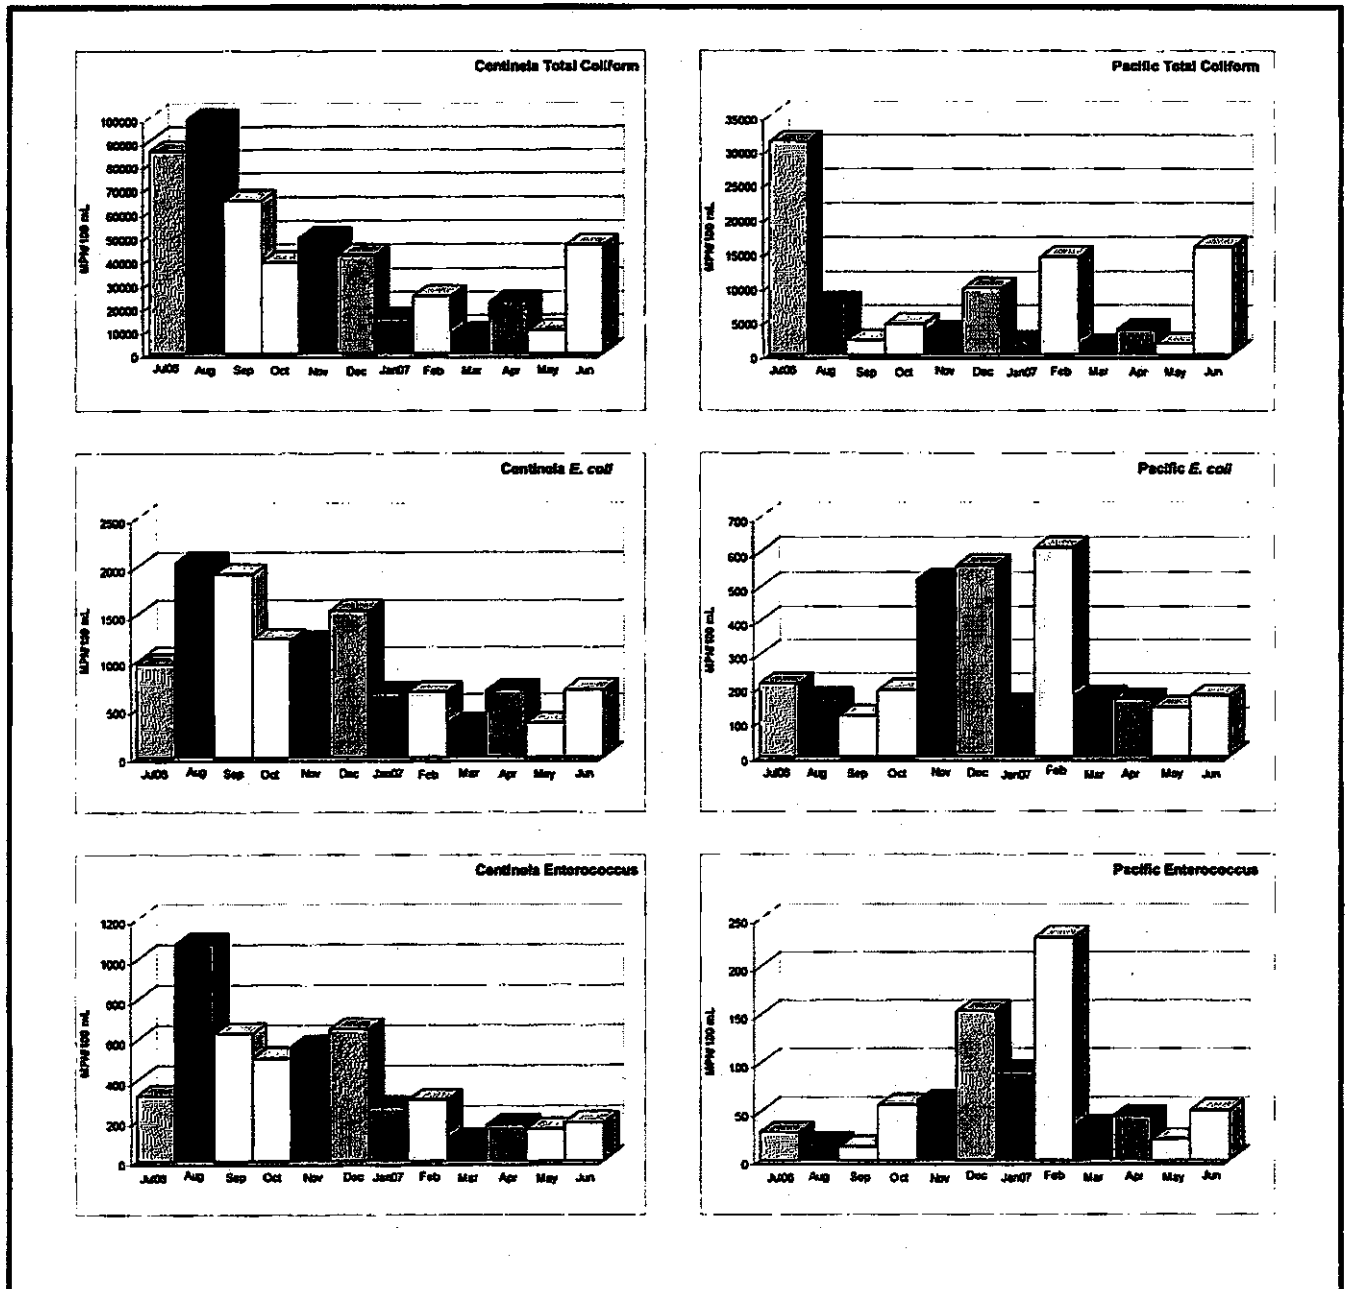 Centinela Total Coliform
MPN/100 mL
100000
90000
80000
70000
60000
50000
40000
30000
20000
10000
0
Jul06 Aug Sep Oct Nov Dec Jan07 Feb Mar Apr May Jun
Pacific Total Coliform
MPN/100 mL
35000
30000
25000
20000
15000
10000
5000
0
Jul06 Aug Sep Oct Nov Dec Jan07 Feb Mar Apr May Jun
Centinela E. coli
MPN/100 mL
2500
2000
1500
1000
500
0
Jul06 Aug Sep Oct Nov Dec Jan07 Feb Mar Apr May Jun
Pacific E. coli
MPN/100 mL
700
600
500
400
300
200
100
0
Jul06 Aug Sep Oct Nov Dec Jan07 Feb Mar Apr May Jun
Centinela Enterococcus
MPN/100 mL
1200
1000
800
600
400
200
0
Jul06 Aug Sep Oct Nov Dec Jan07 Feb Mar Apr May Jun
Pacific Enterococcus
MPN/100 mL
250
200
150
100
50
0
Jul06 Aug Sep Oct Nov Dec Jan07 Feb Mar Apr May Jun